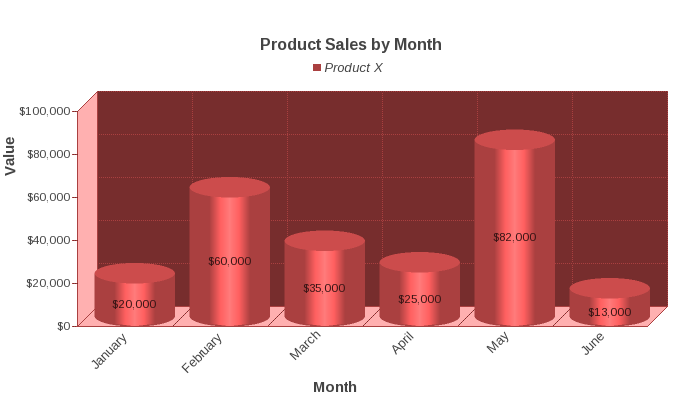 Product Sales by Month
Product X
Value
$100,000
$80,000
$60,000
$40,000
$20,000
$0
$20,000
$60,000
$35,000
$25,000
$82,000
$13,000
January
February
March
April
May
June
Month